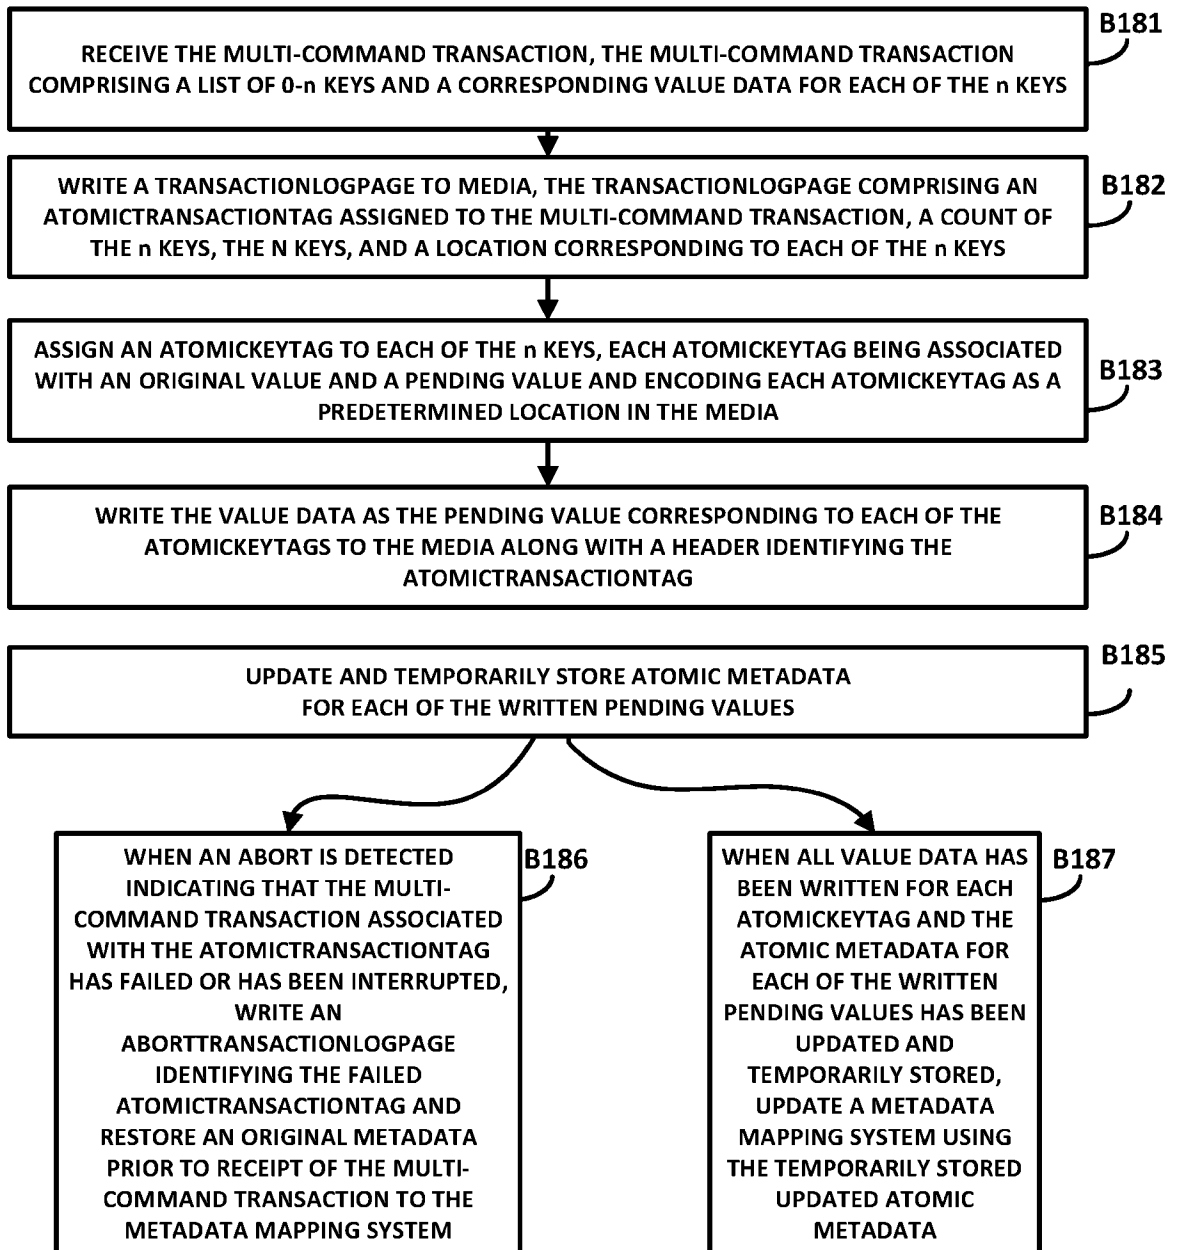 B181
RECEIVE THE MULTI-COMMAND TRANSACTION, THE MULTI-COMMAND TRANSACTION
COMPRISING A LIST OF 0-n KEYS AND A CORRESPONDING VALUE DATA FOR EACH OF THE n KEYS
B182
WRITE A TRANSACTIONLOGPAGE TO MEDIA, THE TRANSACTIONLOGPAGE COMPRISING AN
ATOMICTRANSACTIONTAG ASSIGNED TO THE MULTI-COMMAND TRANSACTION, A COUNT OF
THE n KEYS, THE N KEYS, AND A LOCATION CORRESPONDING TO EACH OF THE n KEYS
B183
ASSIGN AN ATOMICKEYTAG TO EACH OF THE n KEYS, EACH ATOMICKEYTAG BEING ASSOCIATED
WITH AN ORIGINAL VALUE AND A PENDING VALUE AND ENCODING EACH ATOMICKEYTAG AS A
PREDETERMINED LOCATION IN THE MEDIA
B184
WRITE THE VALUE DATA AS THE PENDING VALUE CORRESPONDING TO EACH OF THE
ATOMICKEYTAGS TO THE MEDIA ALONG WITH A HEADER IDENTIFYING THE
ATOMICTRANSACTIONTAG
B185
UPDATE AND TEMPORARILY STORE ATOMIC METADATA
FOR EACH OF THE WRITTEN PENDING VALUES
B186
WHEN AN ABORT IS DETECTED
INDICATING THAT THE MULTI-
COMMAND TRANSACTION ASSOCIATED
WITH THE ATOMICTRANSACTIONTAG
HAS FAILED OR HAS BEEN INTERRUPTED,
WRITE AN
ABORTTRANSACTIONLOGPAGE
IDENTIFYING THE FAILED
ATOMICTRANSACTIONTAG AND
RESTORE AN ORIGINAL METADATA
PRIOR TO RECEIPT OF THE MULTI-
COMMAND TRANSACTION TO THE
METADATA MAPPING SYSTEM
B187
WHEN ALL VALUE DATA HAS
BEEN WRITTEN FOR EACH
ATOMICKEYTAG AND THE
ATOMIC METADATA FOR
EACH OF THE WRITTEN
PENDING VALUES HAS BEEN
UPDATED AND
TEMPORARILY STORED,
UPDATE A METADATA
MAPPING SYSTEM USING
THE TEMPORARILY STORED
UPDATED ATOMIC
METADATA